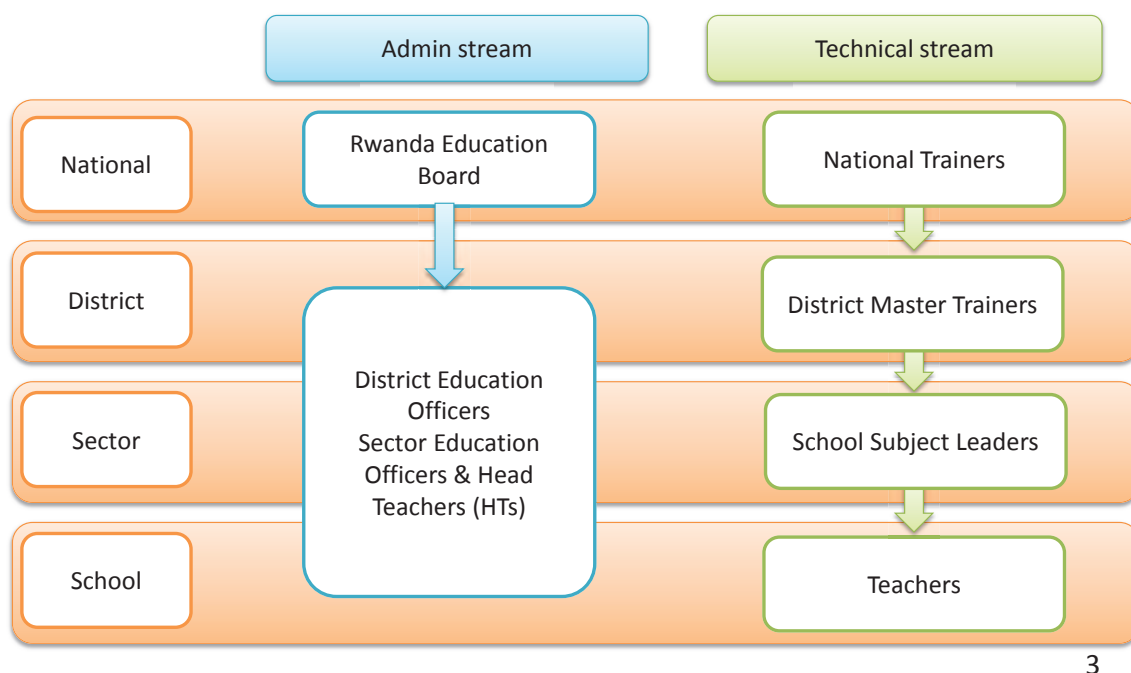 Admin stream
Technical stream
National
Rwanda Education
Board
National Trainers
District
District Master Trainers
District Education
Officers
Sector Education
Officers & Head
Teachers (HTs)
Sector
School Subject Leaders
School
Teachers
3